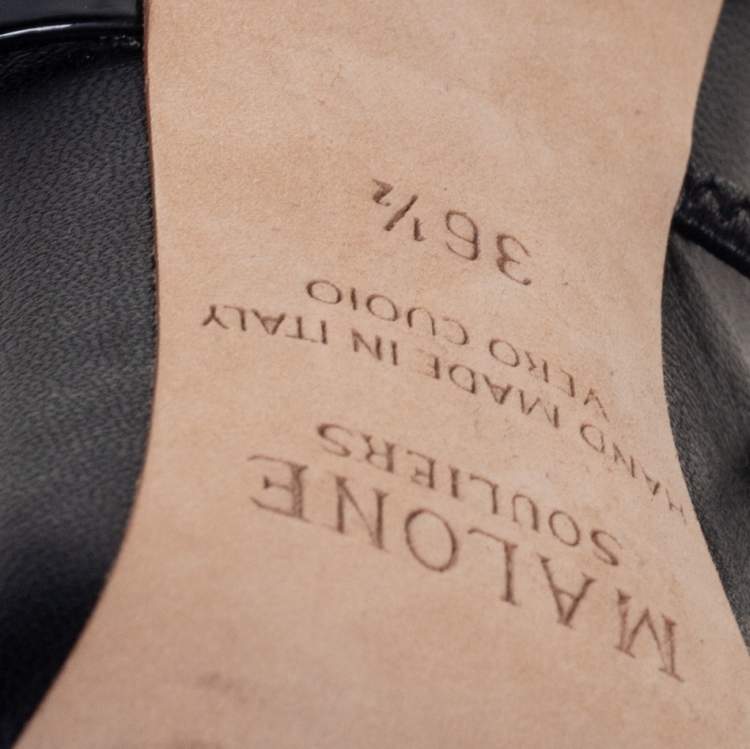 MALONE
SOULIERS
HAND MADE IN ITALY
VERO CUOIO
36½